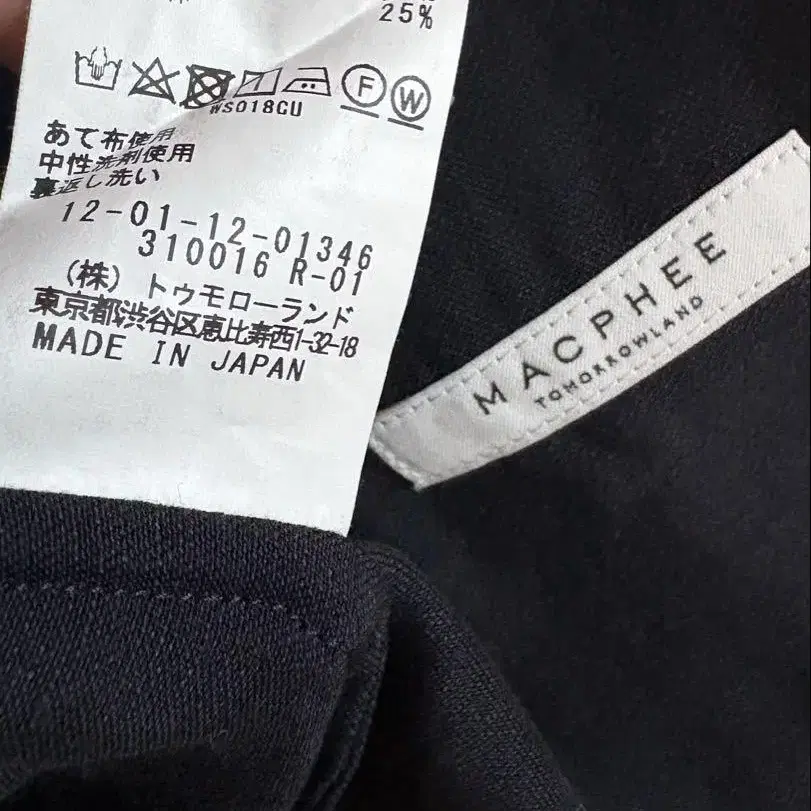 25%
F
W
WS018CU
あて布使用
中性洗剤使用
裏返し洗い
12-01-12-01346
310016 R-01
(株) トゥモローランド
東京都渋谷区恵比寿西1-32-18
MADE IN JAPAN
MACPHEE
TOMORROWLAND